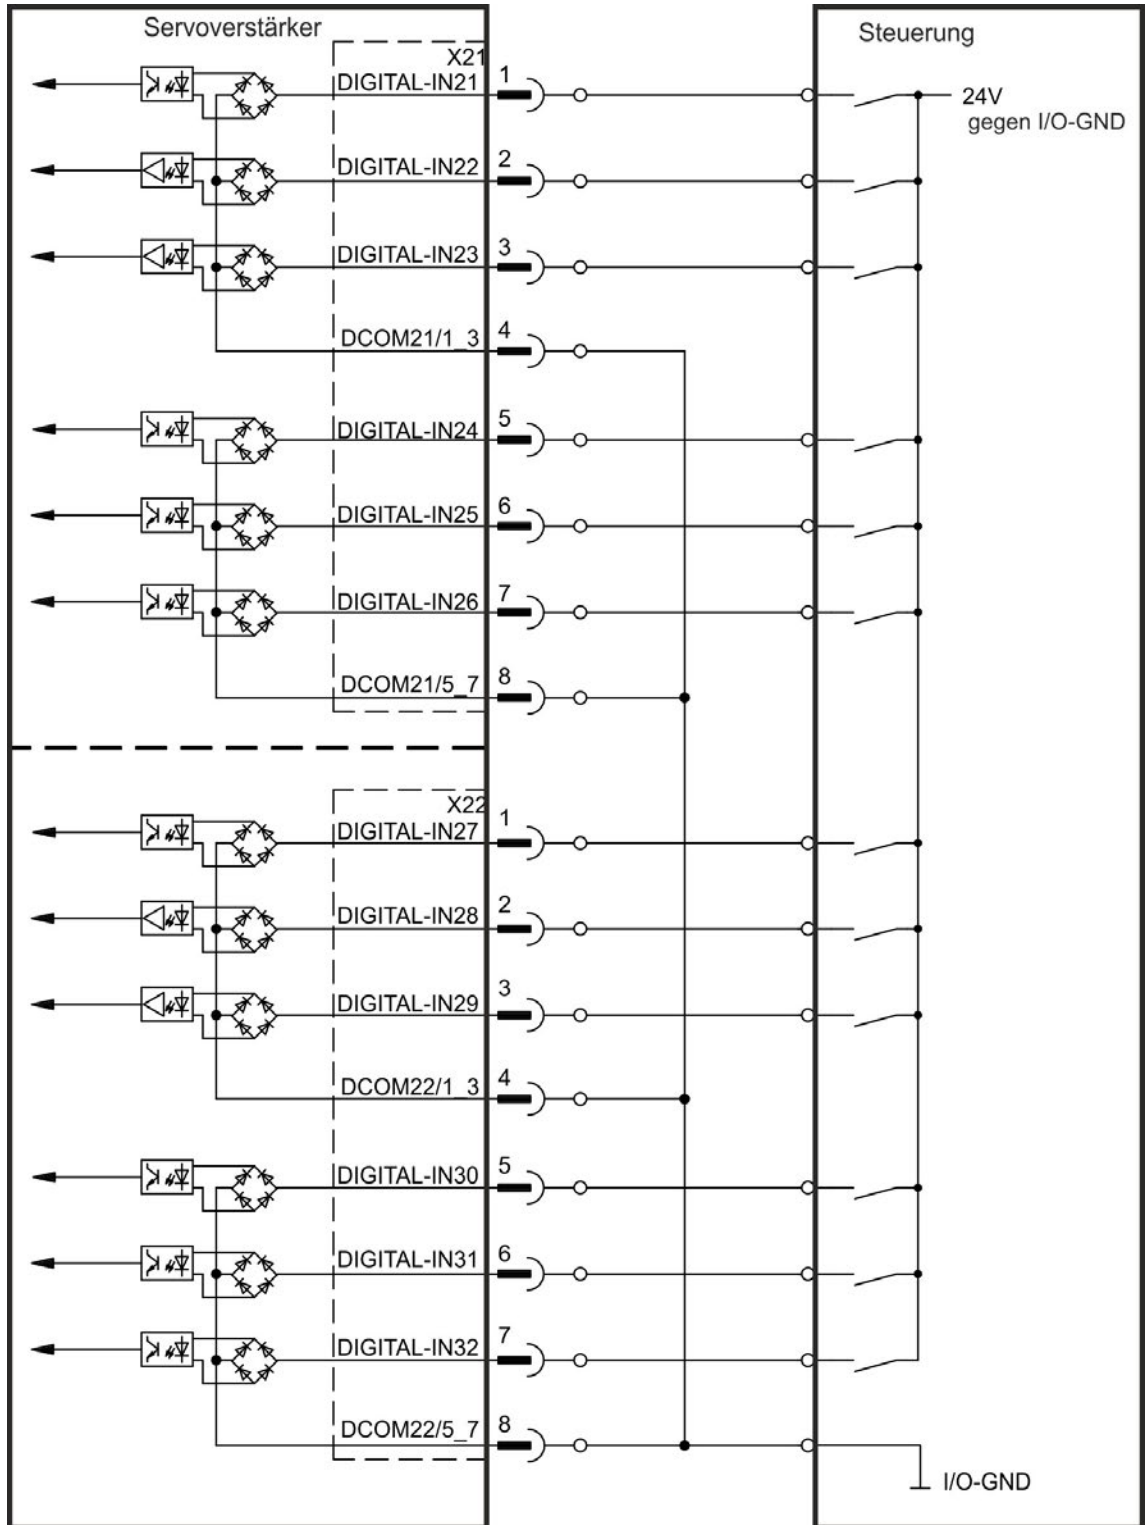 Servoverstärker
Steuerung
X21
DIGITAL-IN21
1
24V
gegen I/O-GND
DIGITAL-IN22
2
DIGITAL-IN23
3
DCOM21/1_3
4
DIGITAL-IN24
5
DIGITAL-IN25
6
DIGITAL-IN26
7
DCOM21/5_7
8
X22
DIGITAL-IN27
1
DIGITAL-IN28
2
DIGITAL-IN29
3
DCOM22/1_3
4
DIGITAL-IN30
5
DIGITAL-IN31
6
DIGITAL-IN32
7
DCOM22/5_7
8
I/O-GND